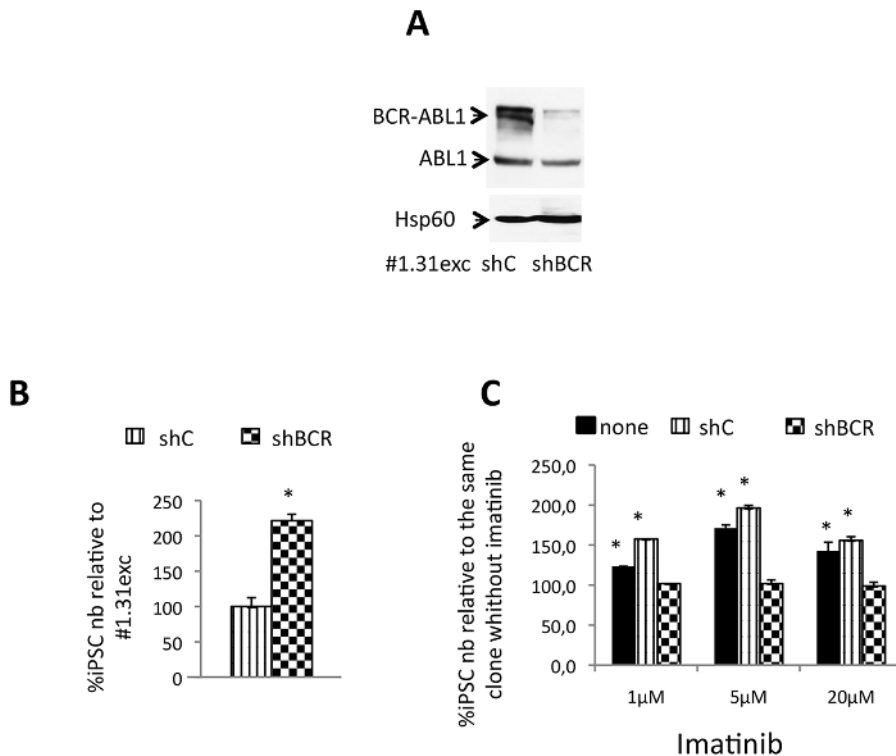 A
BCR-ABL1
ABL1
Hsp60
#1.31exc shC shBCR
B
shC shBCR
%iPSC nb relative to
#1.31exc
250
200
150
100
50
0
*
C
none shC shBCR
%iPSC nb relative to the same
clone whithout imatinib
250,0
200,0
150,0
100,0
50,0
0,0
* * * * * *
1µM 5µM 20µM
Imatinib